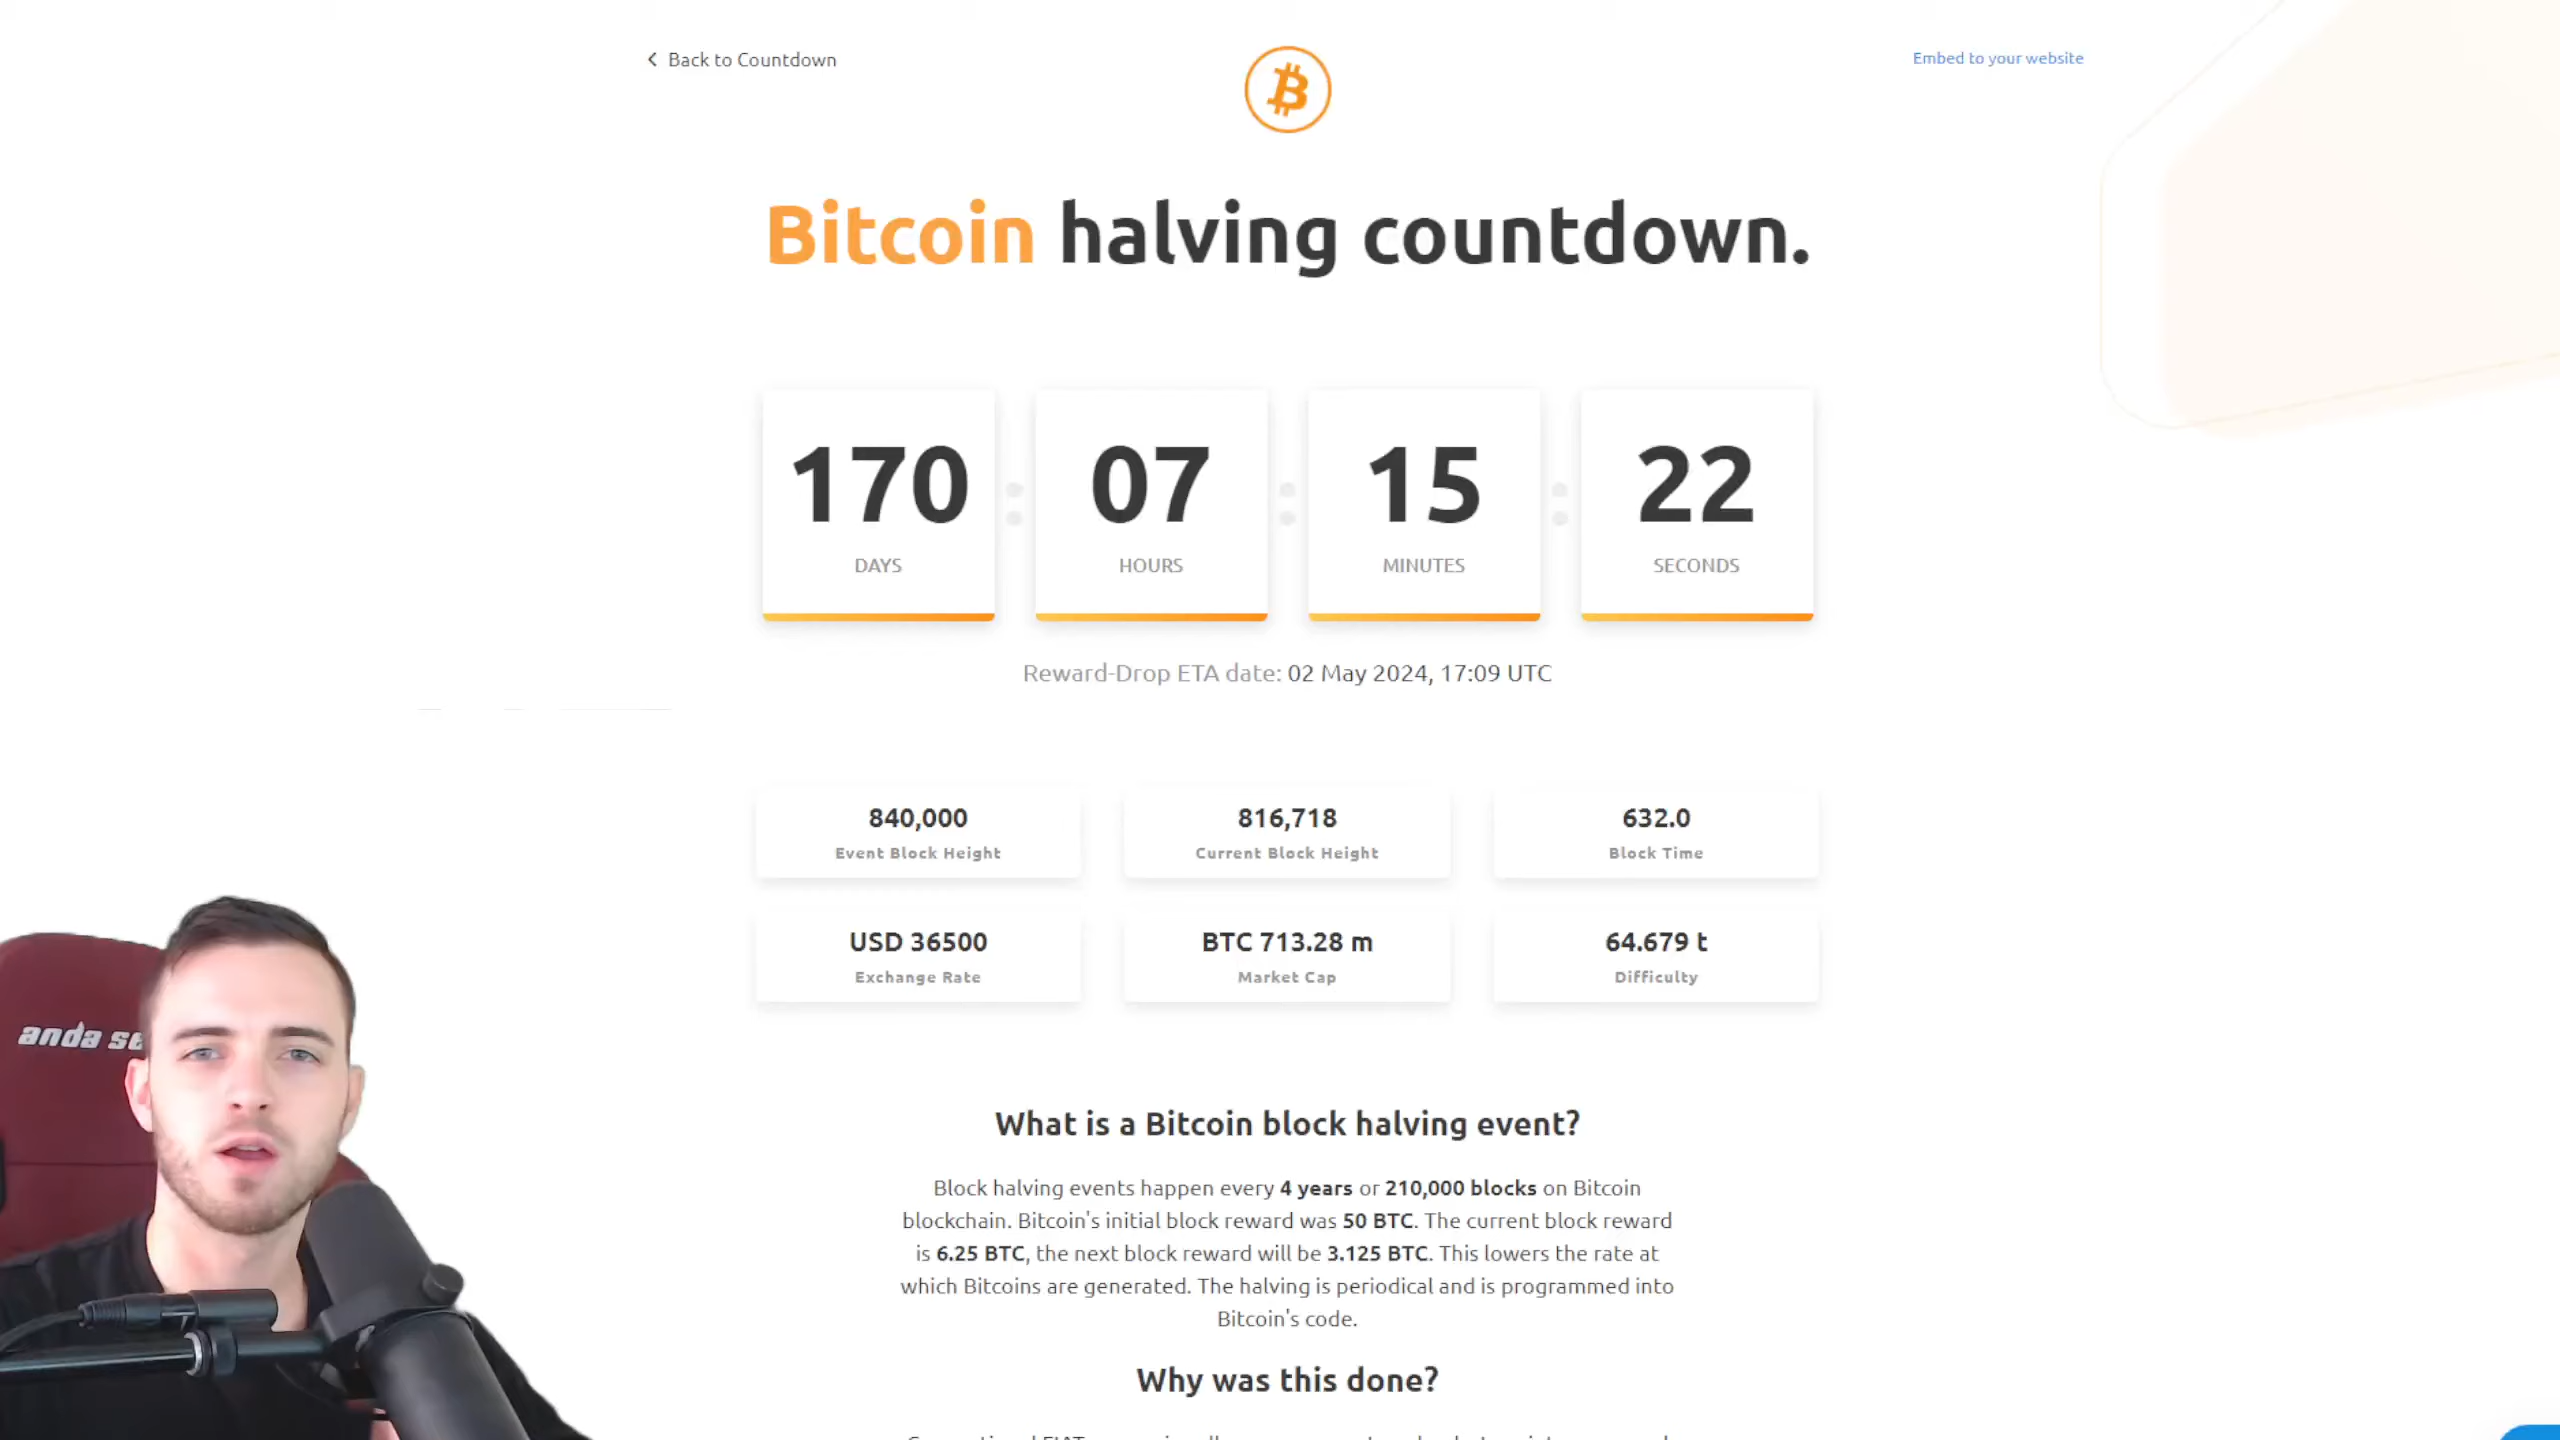 Back to Countdown
Embed to your website
Bitcoin halving countdown.
170 07 15 22
DAYS HOURS MINUTES SECONDS
Reward-Drop ETA date: 02 May 2024, 17:09 UTC
840,000 816,718 632.0
Event Block Height Current Block Height Block Time
USD 36500 BTC 713.28 m 64.679 t
Exchange Rate Market Cap Difficulty
anda se
What is a Bitcoin block halving event?
Block halving events happen every 4 years or 210,000 blocks on Bitcoin
blockchain. Bitcoin's initial block reward was 50 BTC. The current block reward
is 6.25 BTC, the next block reward will be 3.125 BTC. This lowers the rate at
which Bitcoins are generated. The halving is periodical and is programmed into
Bitcoin's code.
Why was this done?